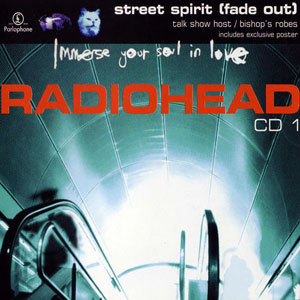 Parlophone
street spirit (fade out)
talk show host / bishop's robes
includes exclusive poster
Immerse your soul in love
RADIOHEAD
CD 1